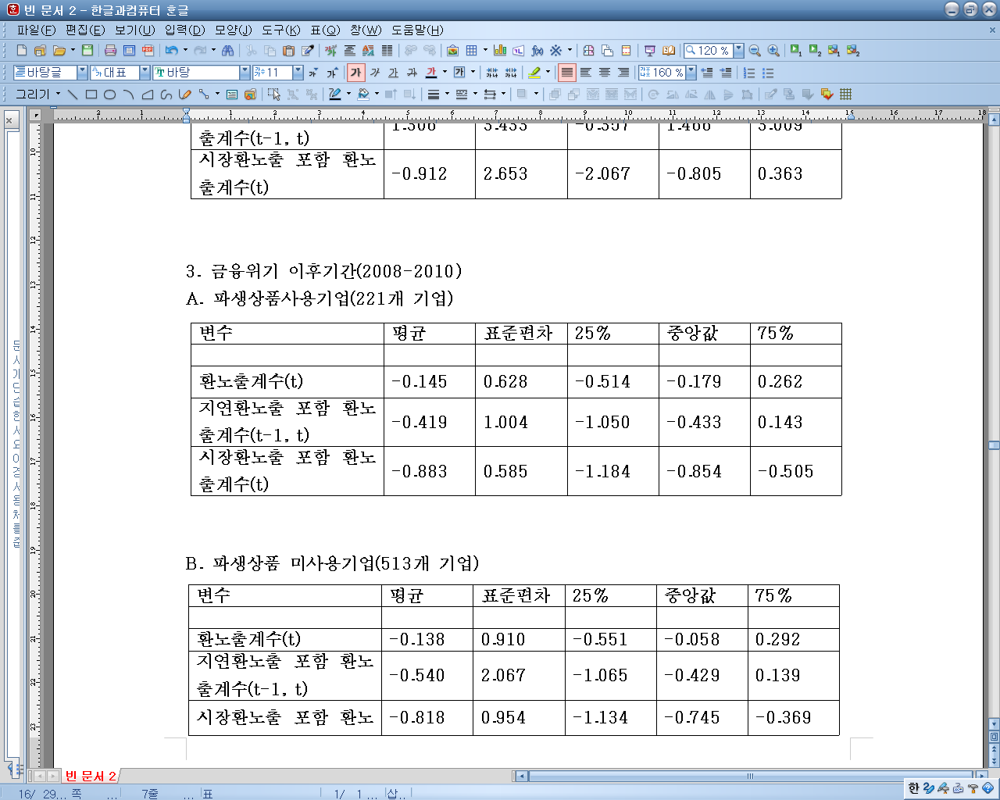 빈 문서 2 - 한글과컴퓨터 한글
파일(F) 편집(E) 보기(U) 입력(D) 모양(J) 도구(K) 표(Q) 창(W) 도움말(H)
120 %
바탕글 대표 바탕 11 가 가 가 가 가 가 160 %
그리기
출계수(t-1, t) 1.306 3.433 -0.357 1.466 3.009
시장환노출 포함 환노
출계수(t) -0.912 2.653 -2.067 -0.805 0.363
3. 금융위기 이후기간(2008-2010)
A. 파생상품사용기업(221개 기업)
변수 평균 표준편차 25% 중앙값 75%
환노출계수(t) -0.145 0.628 -0.514 -0.179 0.262
지연환노출 포함 환노
출계수(t-1, t) -0.419 1.004 -1.050 -0.433 0.143
시장환노출 포함 환노
출계수(t) -0.883 0.585 -1.184 -0.854 -0.505
B. 파생상품 미사용기업(513개 기업)
변수 평균 표준편차 25% 중앙값 75%
환노출계수(t) -0.138 0.910 -0.551 -0.058 0.292
지연환노출 포함 환노
출계수(t-1, t) -0.540 2.067 -1.065 -0.429 0.139
시장환노출 포함 환노 -0.818 0.954 -1.134 -0.745 -0.369
빈 문서 2
16/ 29... 쪽 ... 7줄 ... 표 1/ 1 ... 삽..
한